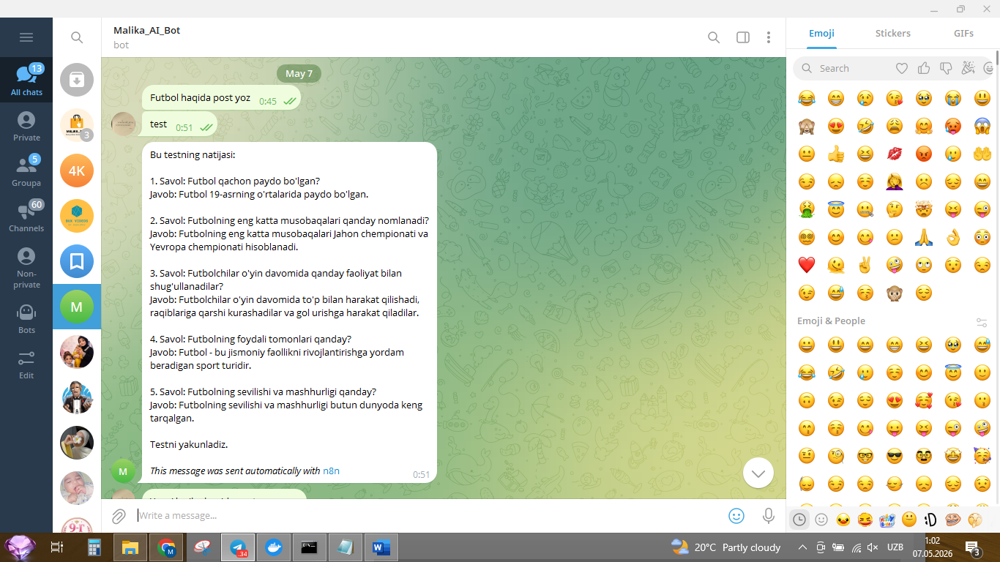 Malika_AI_Bot
bot
Emoji
Stickers
GIFs
Search
13
All chats
Private
5
Groupa
60
Channels
Non-
private
Bots
Edit
3
4K
M
9-Г
May 7
Futbol haqida post yoz 0:45
test 0:51
Bu testning natijasi:
1. Savol: Futbol qachon paydo bo'lgan?
Javob: Futbol 19-asrning o'rtalarida paydo bo'lgan.
2. Savol: Futbolning eng katta musobaqalari qanday nomlanadi?
Javob: Futbolning eng katta musobaqalari Jahon chempionati va
Yevropa chempionati hisoblanadi.
3. Savol: Futbolchilar o'yin davomida qanday faoliyat bilan
shug'ullanadilar?
Javob: Futbolchilar o'yin davomida to'p bilan harakat qilishadi,
raqiblariga qarshi kurashadilar va gol urishga harakat qiladilar.
4. Savol: Futbolning foydali tomonlari qanday?
Javob: Futbol - bu jismoniy faollikni rivojlantirishga yordam
beradigan sport turidir.
5. Savol: Futbolning sevilishi va mashhurligi qanday?
Javob: Futbolning sevilishi va mashhurligi butun dunyoda keng
tarqalgan.
Testni yakunladiz.
This message was sent automatically with n8n
0:51
M
Write a message...
Emoji & People
M
34
20°C Partly cloudy
UZB
1:02
07.05.2026
3